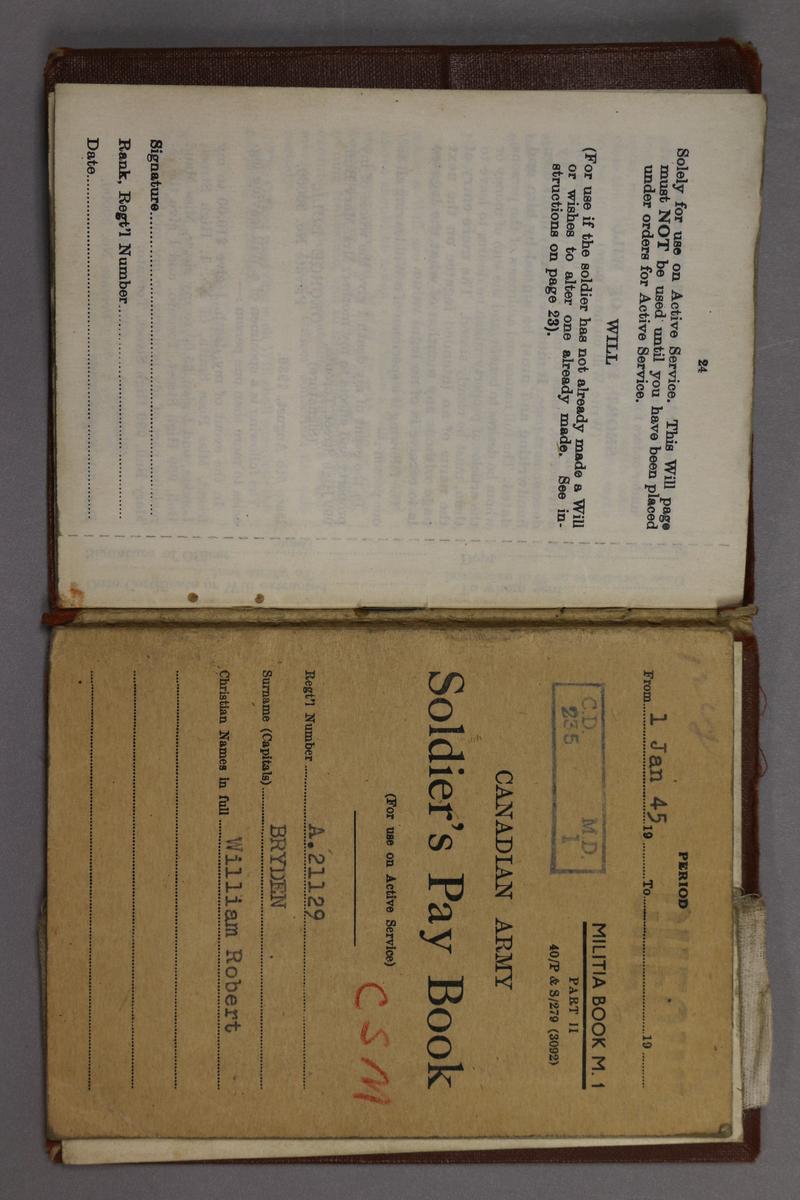 24
Solely for use on Active Service. This Will page
must NOT be used until you have been placed
under orders for Active Service.
WILL
(For use if the soldier has not already made a Will
or wishes to alter one already made. See in-
structions on page 23).
Signature
Rank, Reg't'l Number
Date
PERIOD
From 1 Jan 45 19 To 19
MILITIA BOOK M. 1
PART II
40/P & S/279 (3092)
C.D. M.D.
235 1
CANADIAN ARMY
Soldier's Pay Book
(For use on Active Service)
CSM
Regt'l Number A.21129
Surname (Capitals) BRYDEN
Christian Names in full William Robert